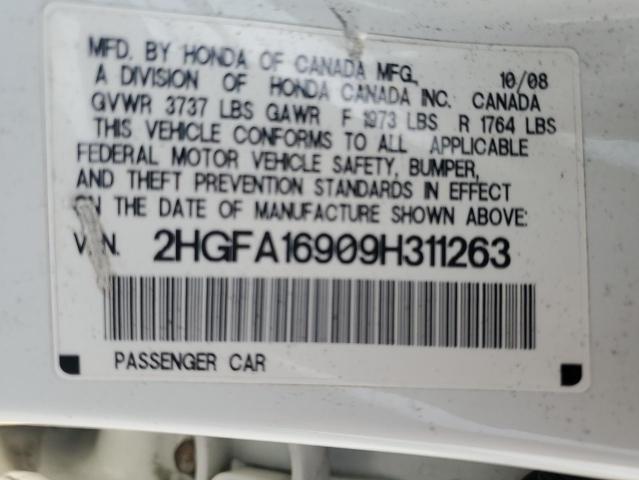 MFD. BY HONDA OF CANADA MFG., 10/08
A DIVISION OF HONDA CANADA INC. CANADA
GVWR 3737 LBS GAWR F 1973 LBS R 1764 LBS
THIS VEHICLE CONFORMS TO ALL APPLICABLE
FEDERAL MOTOR VEHICLE SAFETY, BUMPER,
AND THEFT PREVENTION STANDARDS IN EFFECT
ON THE DATE OF MANUFACTURE SHOWN ABOVE:
V.I.N. 2HGFA16909H311263
PASSENGER CAR